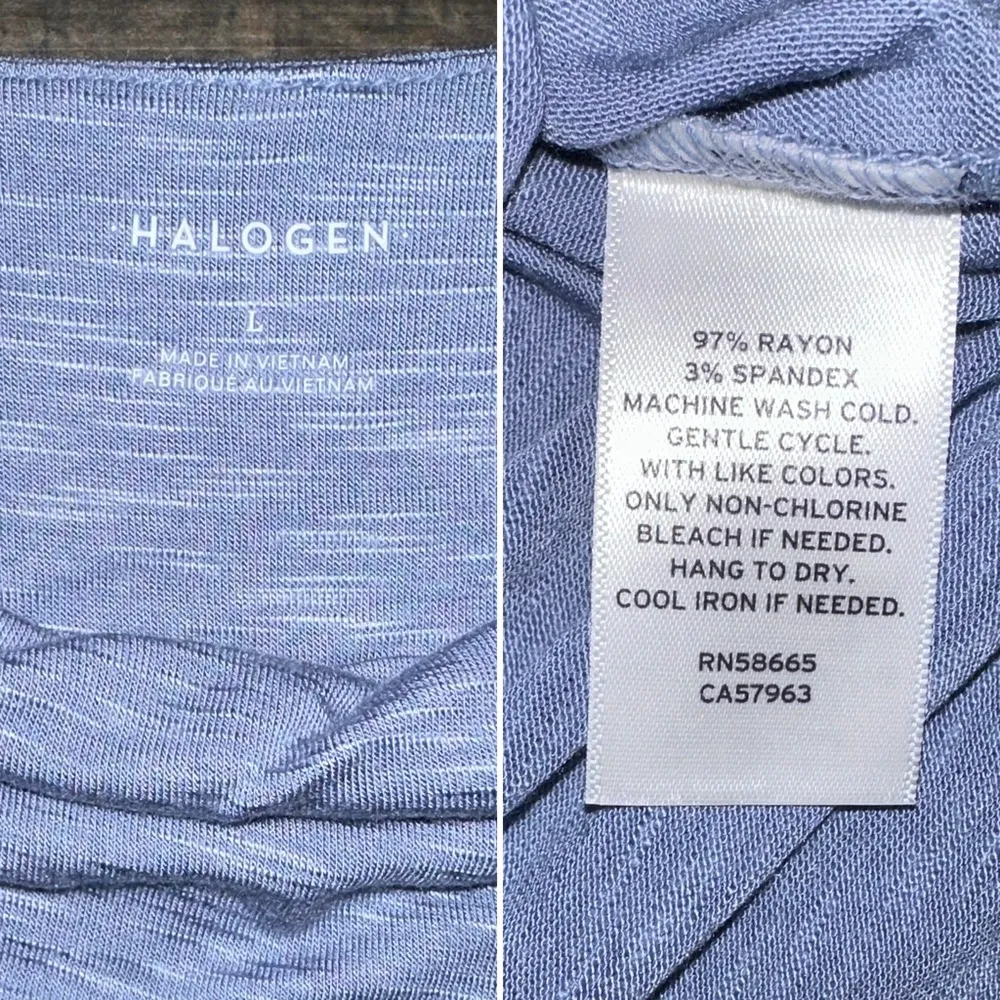 HALOGEN
L
MADE IN VIETNAM
FABRIQUÉ AU VIETNAM
97% RAYON
3% SPANDEX
MACHINE WASH COLD.
GENTLE CYCLE.
WITH LIKE COLORS.
ONLY NON-CHLORINE
BLEACH IF NEEDED.
HANG TO DRY.
COOL IRON IF NEEDED.
RN58665
CA57963